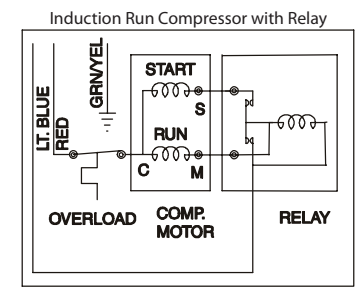 Induction Run Compressor with Relay
LT. BLUE
RED
GRN/YEL
START
S
RUN
C
M
OVERLOAD
COMP.
MOTOR
RELAY